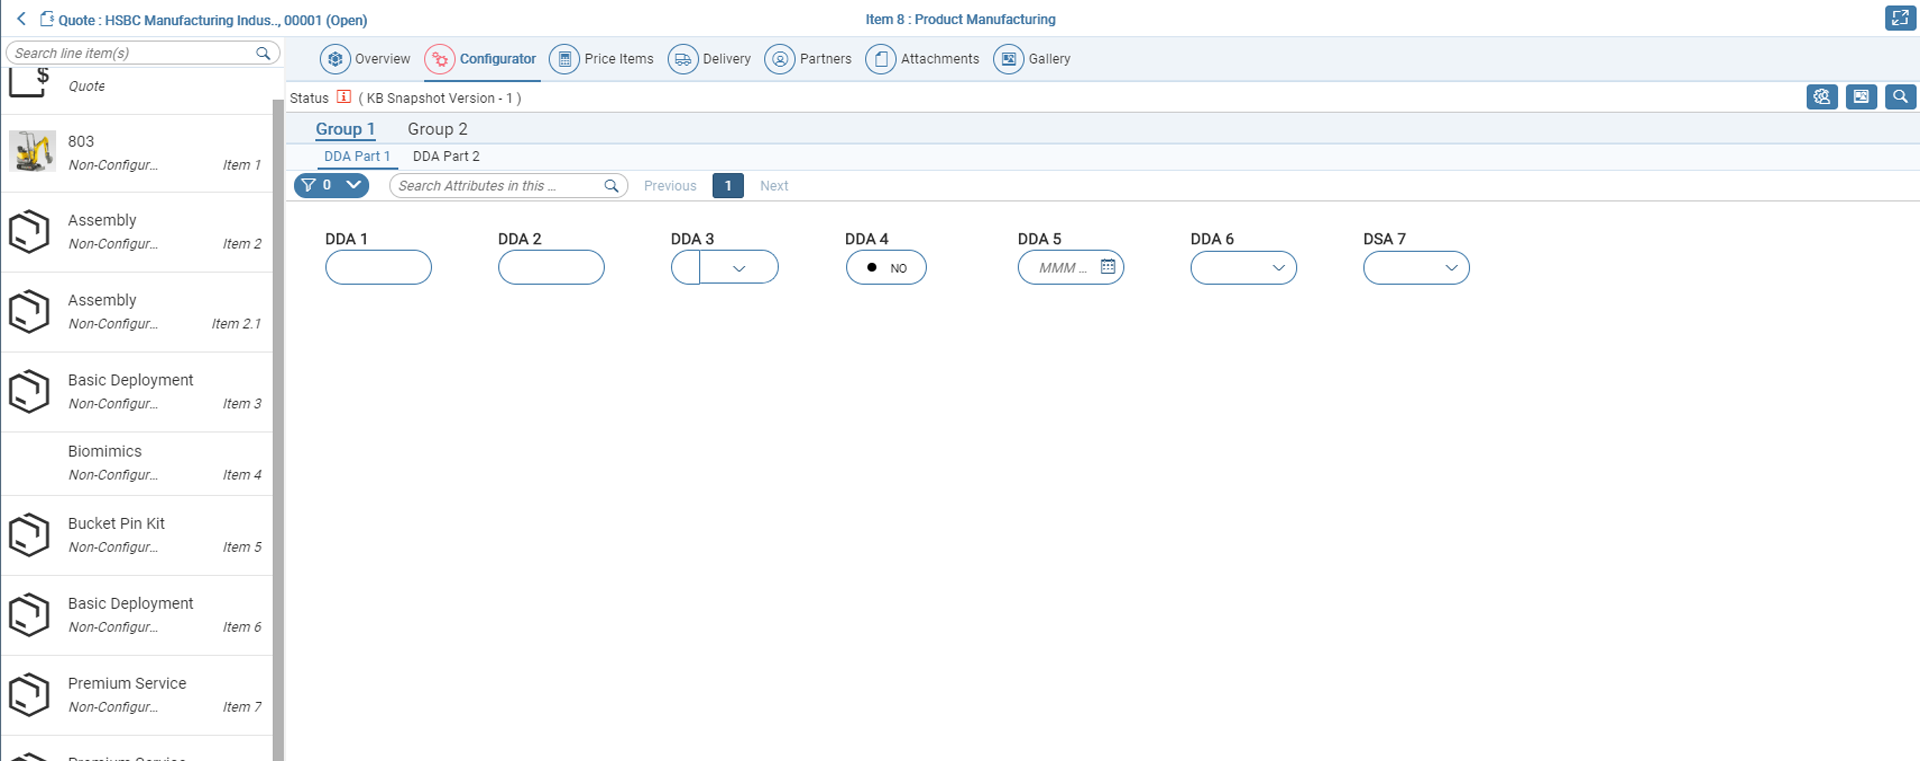 Quote : HSBC Manufacturing Indus.., 00001 (Open)
Item 8 : Product Manufacturing
Search line item(s)
$
Quote
803
Non-Configur... Item 1
Assembly
Non-Configur... Item 2
Assembly
Non-Configur... Item 2.1
Basic Deployment
Non-Configur... Item 3
Biomimics
Non-Configur... Item 4
Bucket Pin Kit
Non-Configur... Item 5
Basic Deployment
Non-Configur... Item 6
Premium Service
Non-Configur... Item 7
Premium Service
Overview Configurator Price Items Delivery Partners Attachments Gallery
Status ( KB Snapshot Version - 1 )
Group 1 Group 2
DDA Part 1 DDA Part 2
0 Search Attributes in this ... Previous 1 Next
DDA 1 DDA 2 DDA 3 DDA 4 DDA 5 DDA 6 DSA 7
NO MMM ...